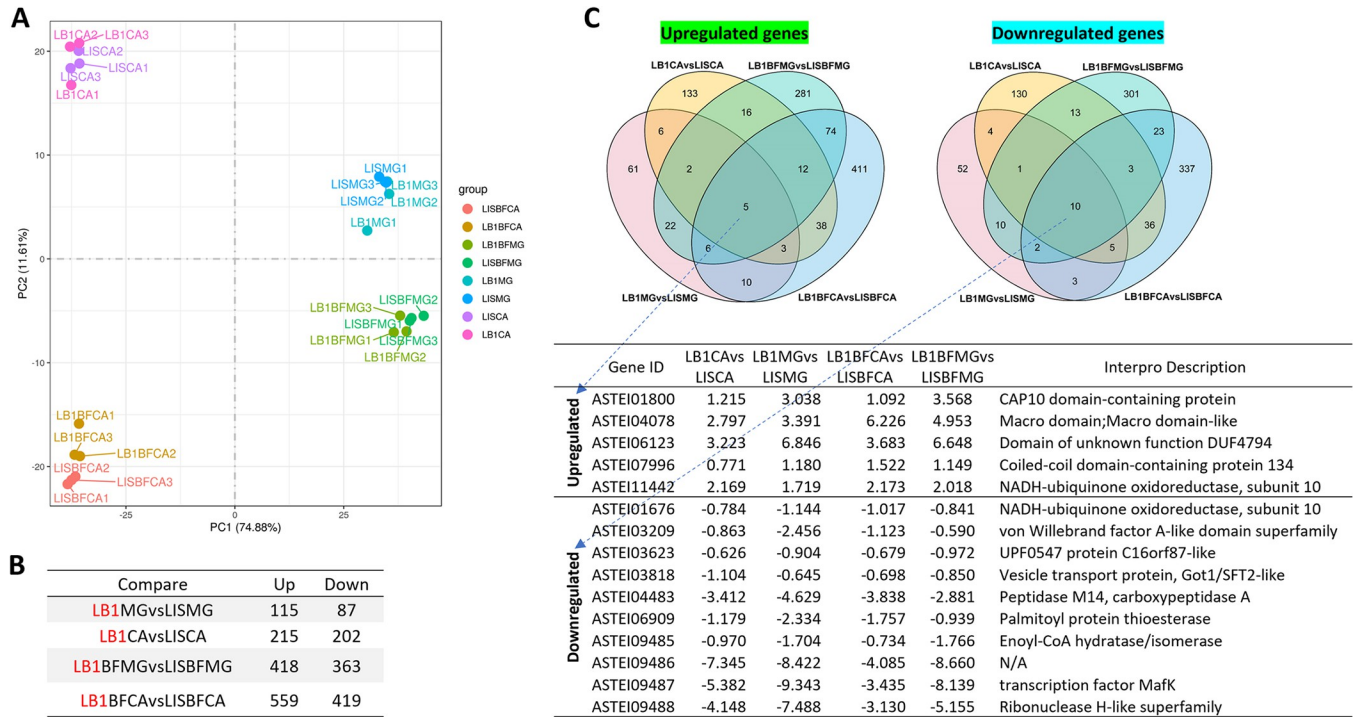 A
LB1CA2
LB1CA3
LISCA2
LISCA1
LISCA3
LB1CA1
LISMG1
LISMG3
LB1MG3
LISMG2
LB1MG2
LB1MG1
LB1BFMG3
LISBFMG2
LISBFMG1
LB1BFMG1
LISBFMG3
LB1BFMG2
LB1BFCA1
LB1BFCA3
LB1BFCA2
LISBFCA2
LISBFCA3
LISBFCA1
20
10
0
-10
-20
PC2 (11.61%)
-25
0
25
PC1 (74.88%)
group
LISBFCA
LB1BFCA
LB1BFMG
LISBFMG
LB1MG
LISMG
LISCA
LB1CA
B
Compare Up Down
LB1MGvsLISMG 115 87
LB1CAvsLISCA 215 202
LB1BFMGvsLISBFMG 418 363
LB1BFCAvsLISBFCA 559 419
C
Upregulated genes
LB1CAvsLISCA
LB1BFMGvsLISBFMG
133
281
16
6
74
61
2
12
411
5
22
38
6
3
10
LB1MGvsLISMG
LB1BFCAvsLISBFCA
Downregulated genes
LB1CAvsLISCA
LB1BFMGvsLISBFMG
130
301
13
4
23
52
1
3
337
10
10
36
2
5
3
LB1MGvsLISMG
LB1BFCAvsLISBFCA
Gene ID LB1CAvs LISCA LB1MGvs LISMG LB1BFCAvs LISBFCA LB1BFMGvs LISBFMG Interpro Description
Upregulated
ASTEI01800 1.215 3.038 1.092 3.568 CAP10 domain-containing protein
ASTEI04078 2.797 3.391 6.226 4.953 Macro domain;Macro domain-like
ASTEI06123 3.223 6.846 3.683 6.648 Domain of unknown function DUF4794
ASTEI07996 0.771 1.180 1.522 1.149 Coiled-coil domain-containing protein 134
ASTEI11442 2.169 1.719 2.173 2.018 NADH-ubiquinone oxidoreductase, subunit 10
Downregulated
ASTEI01676 -0.784 -1.144 -1.017 -0.841 NADH-ubiquinone oxidoreductase, subunit 10
ASTEI03209 -0.863 -2.456 -1.123 -0.590 von Willebrand factor A-like domain superfamily
ASTEI03623 -0.626 -0.904 -0.679 -0.972 UPF0547 protein C16orf87-like
ASTEI03818 -1.104 -0.645 -0.698 -0.850 Vesicle transport protein, Got1/SFT2-like
ASTEI04483 -3.412 -4.629 -3.838 -2.881 Peptidase M14, carboxypeptidase A
ASTEI06909 -1.179 -2.334 -1.757 -0.939 Palmitoyl protein thioesterase
ASTEI09485 -0.970 -1.704 -0.734 -1.766 Enoyl-CoA hydratase/isomerase
ASTEI09486 -7.345 -8.422 -4.085 -8.660 N/A
ASTEI09487 -5.382 -9.343 -3.435 -8.139 transcription factor MafK
ASTEI09488 -4.148 -7.488 -3.130 -5.155 Ribonuclease H-like superfamily